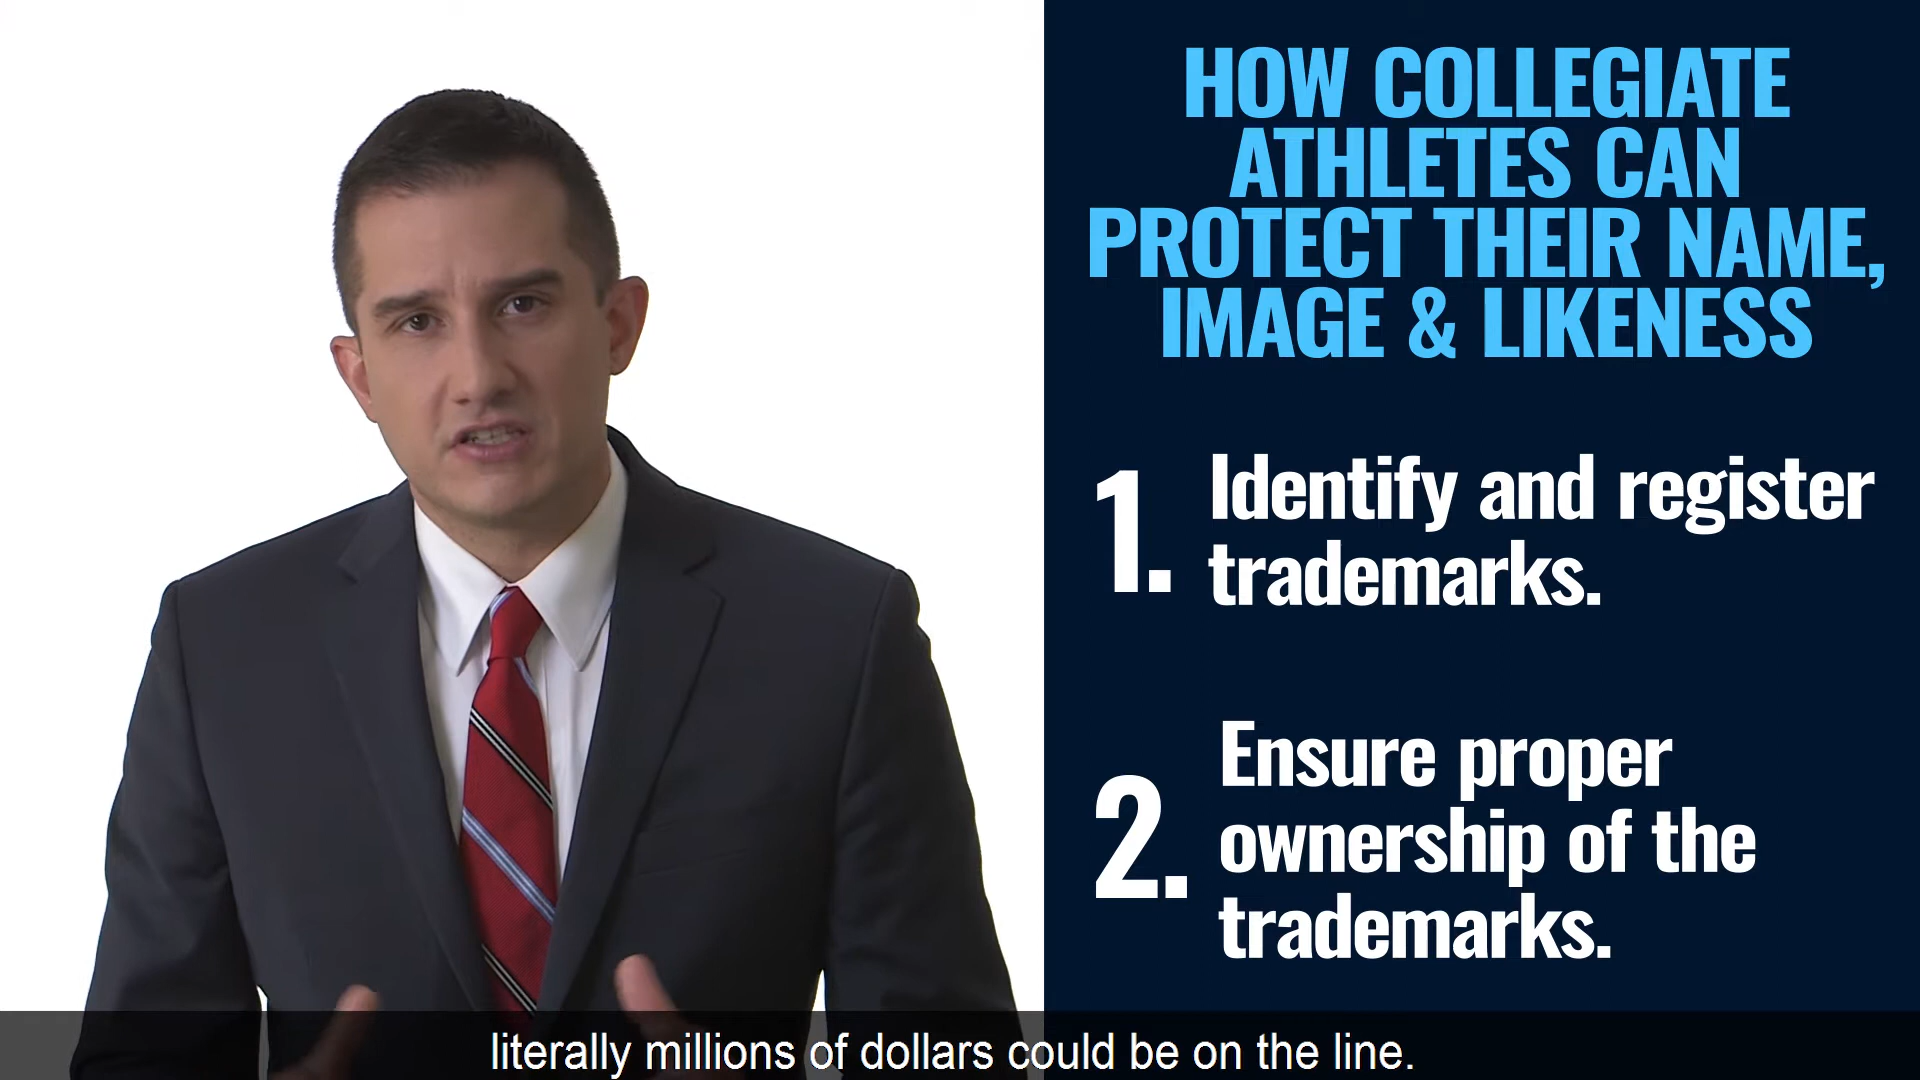 HOW COLLEGIATE
ATHLETES CAN
PROTECT THEIR NAME,
IMAGE & LIKENESS
1. Identify and register
trademarks.
2. Ensure proper
ownership of the
trademarks.
literally millions of dollars could be on the line.